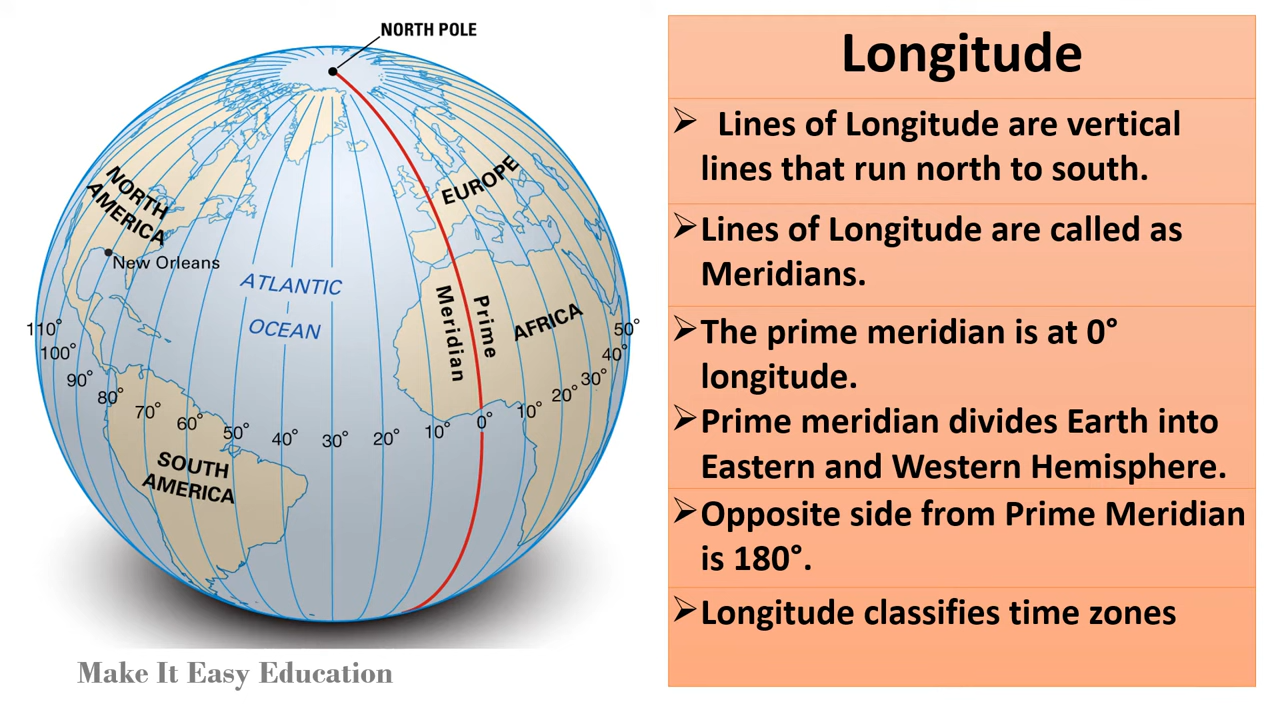 NORTH POLE
NORTH
AMERICA
New Orleans
EUROPE
ATLANTIC
OCEAN
Prime
Meridian
AFRICA
110°
100°
90°
80°
70°
60°
50°
40°
30°
20°
10°
0°
10°
20°
30°
40°
50°
SOUTH
AMERICA
Make It Easy Education
Longitude
➢ Lines of Longitude are vertical
lines that run north to south.
➢Lines of Longitude are called as
Meridians.
➢The prime meridian is at 0°
longitude.
➢Prime meridian divides Earth into
Eastern and Western Hemisphere.
➢Opposite side from Prime Meridian
is 180°.
➢Longitude classifies time zones